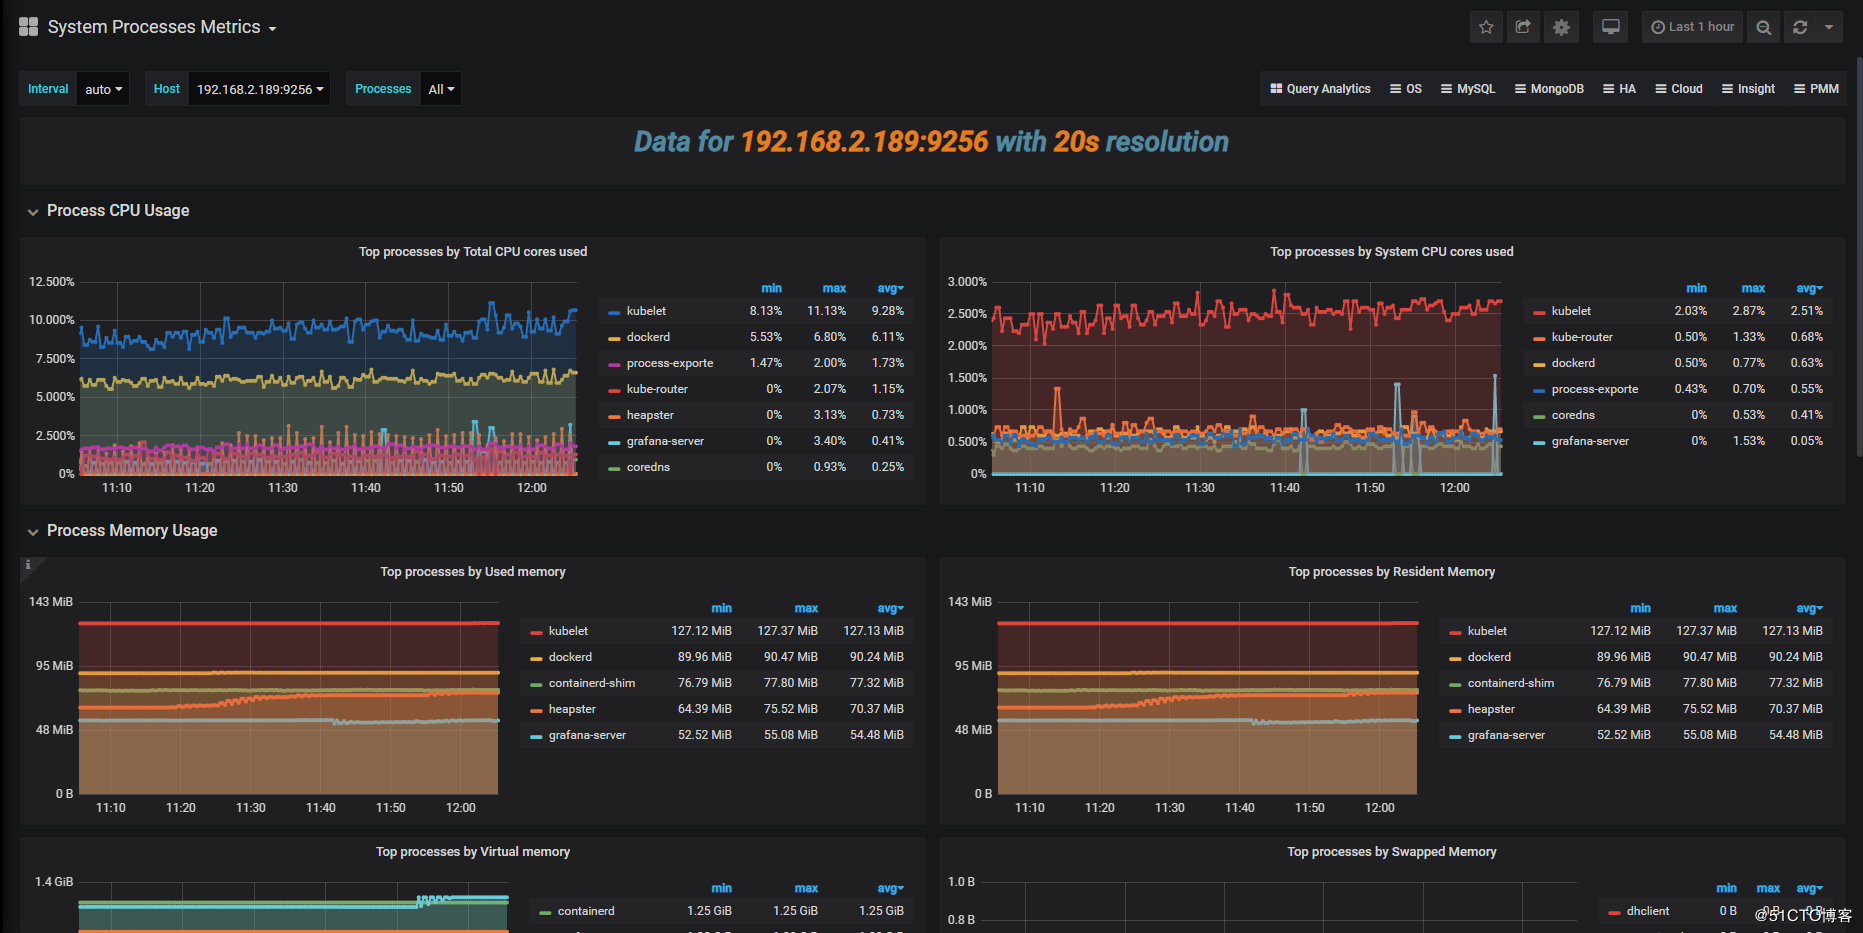 System Processes Metrics
Last 1 hour
Interval auto Host 192.168.2.189:9256 Processes All
Query Analytics OS MySQL MongoDB HA Cloud Insight PMM
Data for 192.168.2.189:9256 with 20s resolution
Process CPU Usage
Top processes by Total CPU cores used
12.500%
10.000%
7.500%
5.000%
2.500%
0%
11:10 11:20 11:30 11:40 11:50 12:00
min max avg
kubelet 8.13% 11.13% 9.28%
dockerd 5.53% 6.80% 6.11%
process-exporte 1.47% 2.00% 1.73%
kube-router 0% 2.07% 1.15%
heapster 0% 3.13% 0.73%
grafana-server 0% 3.40% 0.41%
coredns 0% 0.93% 0.25%
Top processes by System CPU cores used
3.000%
2.500%
2.000%
1.500%
1.000%
0.500%
0%
11:10 11:20 11:30 11:40 11:50 12:00
min max avg
kubelet 2.03% 2.87% 2.51%
kube-router 0.50% 1.33% 0.68%
dockerd 0.50% 0.77% 0.63%
process-exporte 0.43% 0.70% 0.55%
coredns 0% 0.53% 0.41%
grafana-server 0% 1.53% 0.05%
Process Memory Usage
i
Top processes by Used memory
143 MiB
95 MiB
48 MiB
0 B
11:10 11:20 11:30 11:40 11:50 12:00
min max avg
kubelet 127.12 MiB 127.37 MiB 127.13 MiB
dockerd 89.96 MiB 90.47 MiB 90.24 MiB
containerd-shim 76.79 MiB 77.80 MiB 77.32 MiB
heapster 64.39 MiB 75.52 MiB 70.37 MiB
grafana-server 52.52 MiB 55.08 MiB 54.48 MiB
Top processes by Resident Memory
143 MiB
95 MiB
48 MiB
0 B
11:10 11:20 11:30 11:40 11:50 12:00
min max avg
kubelet 127.12 MiB 127.37 MiB 127.13 MiB
dockerd 89.96 MiB 90.47 MiB 90.24 MiB
containerd-shim 76.79 MiB 77.80 MiB 77.32 MiB
heapster 64.39 MiB 75.52 MiB 70.37 MiB
grafana-server 52.52 MiB 55.08 MiB 54.48 MiB
Top processes by Virtual memory
1.4 GiB
min max avg
containerd 1.25 GiB 1.25 GiB 1.25 GiB
Top processes by Swapped Memory
1.0 B
0.8 B
min max avg
dhclient 0 B 0 B 0 B
@51CTO博客